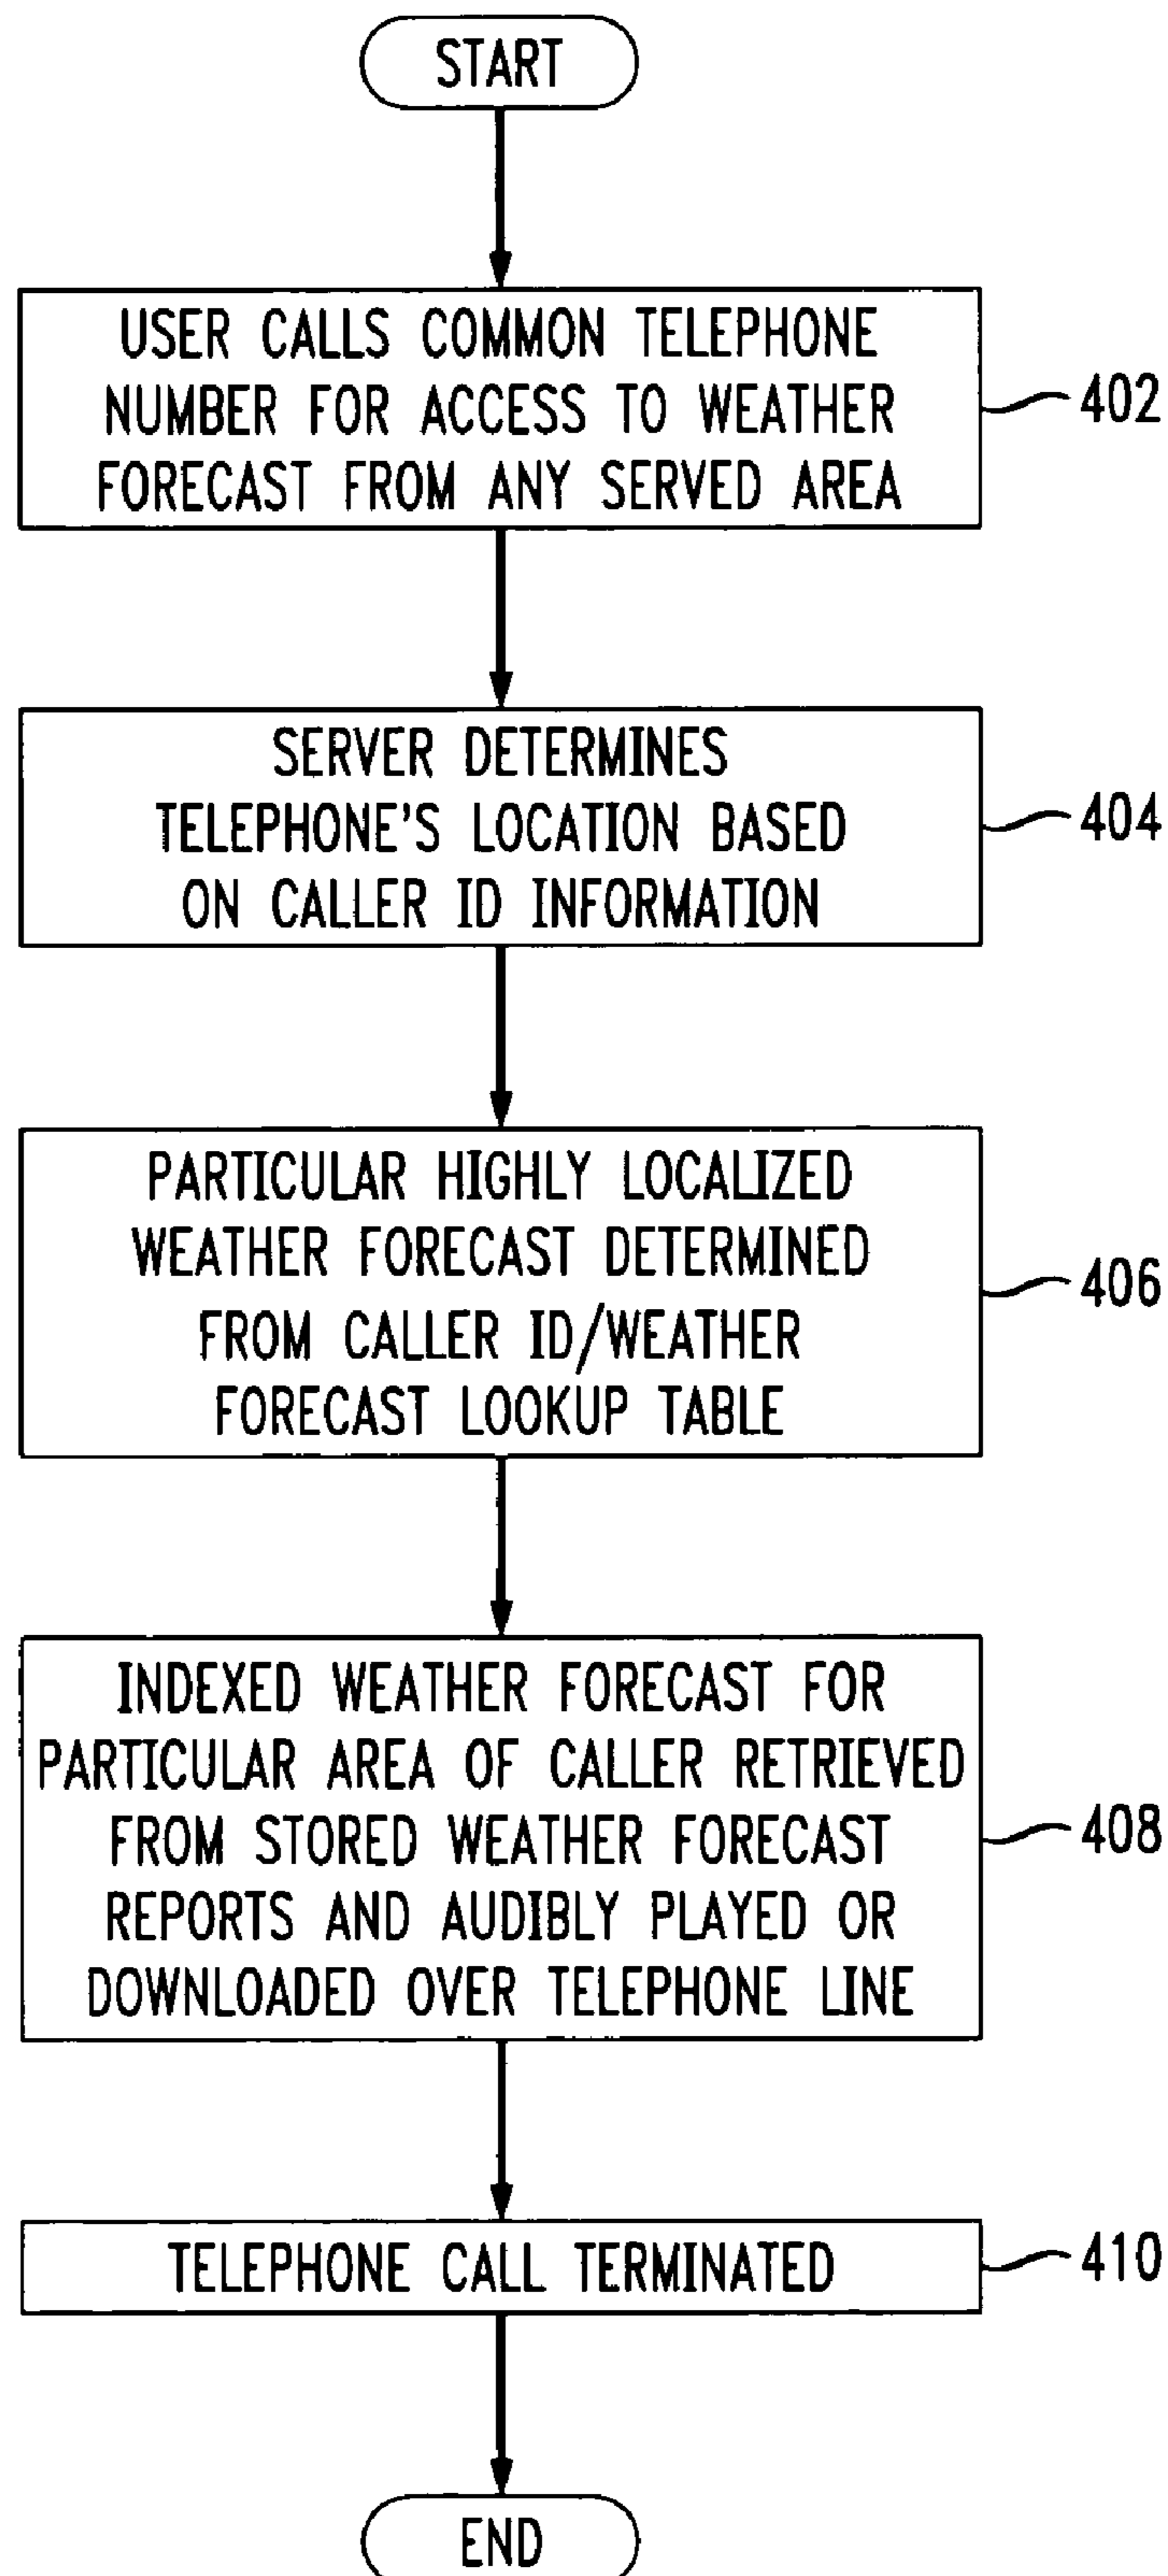 START
USER CALLS COMMON TELEPHONE
NUMBER FOR ACCESS TO WEATHER
FORECAST FROM ANY SERVED AREA
402
SERVER DETERMINES
TELEPHONE'S LOCATION BASED
ON CALLER ID INFORMATION
404
PARTICULAR HIGHLY LOCALIZED
WEATHER FORECAST DETERMINED
FROM CALLER ID/WEATHER
FORECAST LOOKUP TABLE
406
INDEXED WEATHER FORECAST FOR
PARTICULAR AREA OF CALLER RETRIEVED
FROM STORED WEATHER FORECAST
REPORTS AND AUDIBLY PLAYED OR
DOWNLOADED OVER TELEPHONE LINE
408
TELEPHONE CALL TERMINATED
410
END